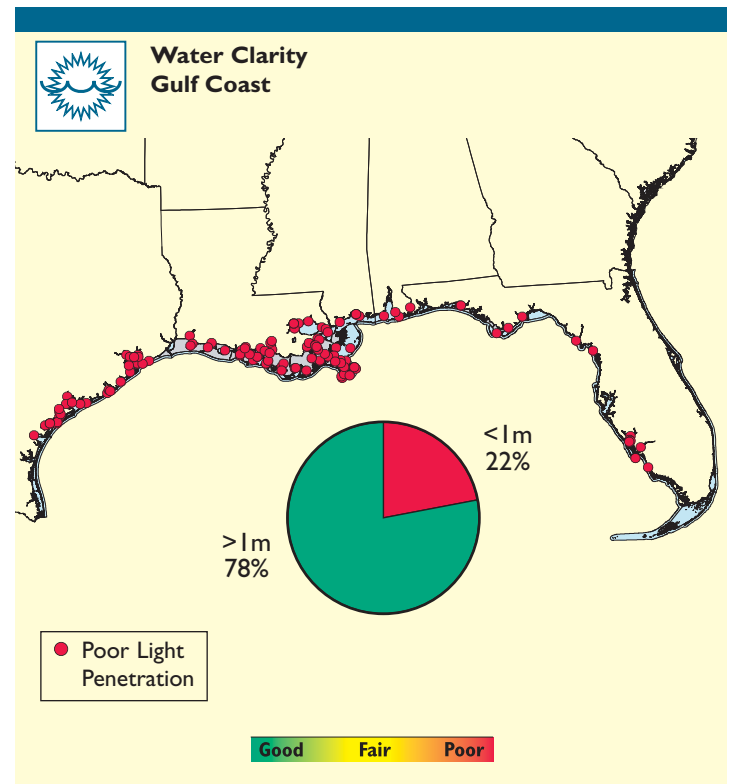 Water Clarity
Gulf Coast
<1m
22%
>1m
78%
Poor Light
Penetration
Good Fair Poor